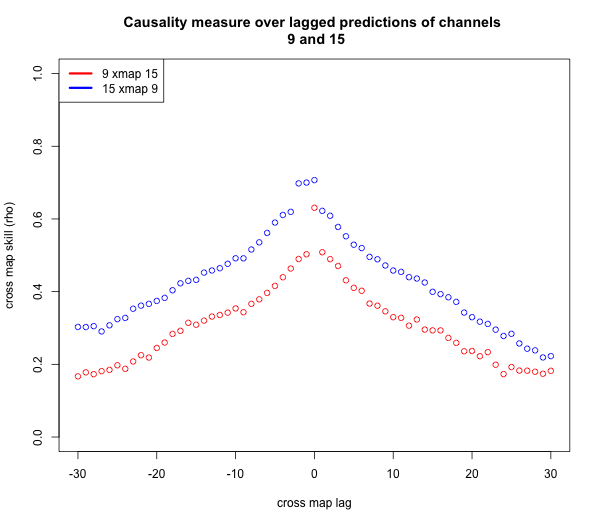 Causality measure over lagged predictions of channels
9 and 15
9 xmap 15
15 xmap 9
cross map skill (rho)
1.0
0.8
0.6
0.4
0.2
0.0
-30
-20
-10
0
10
20
30
cross map lag